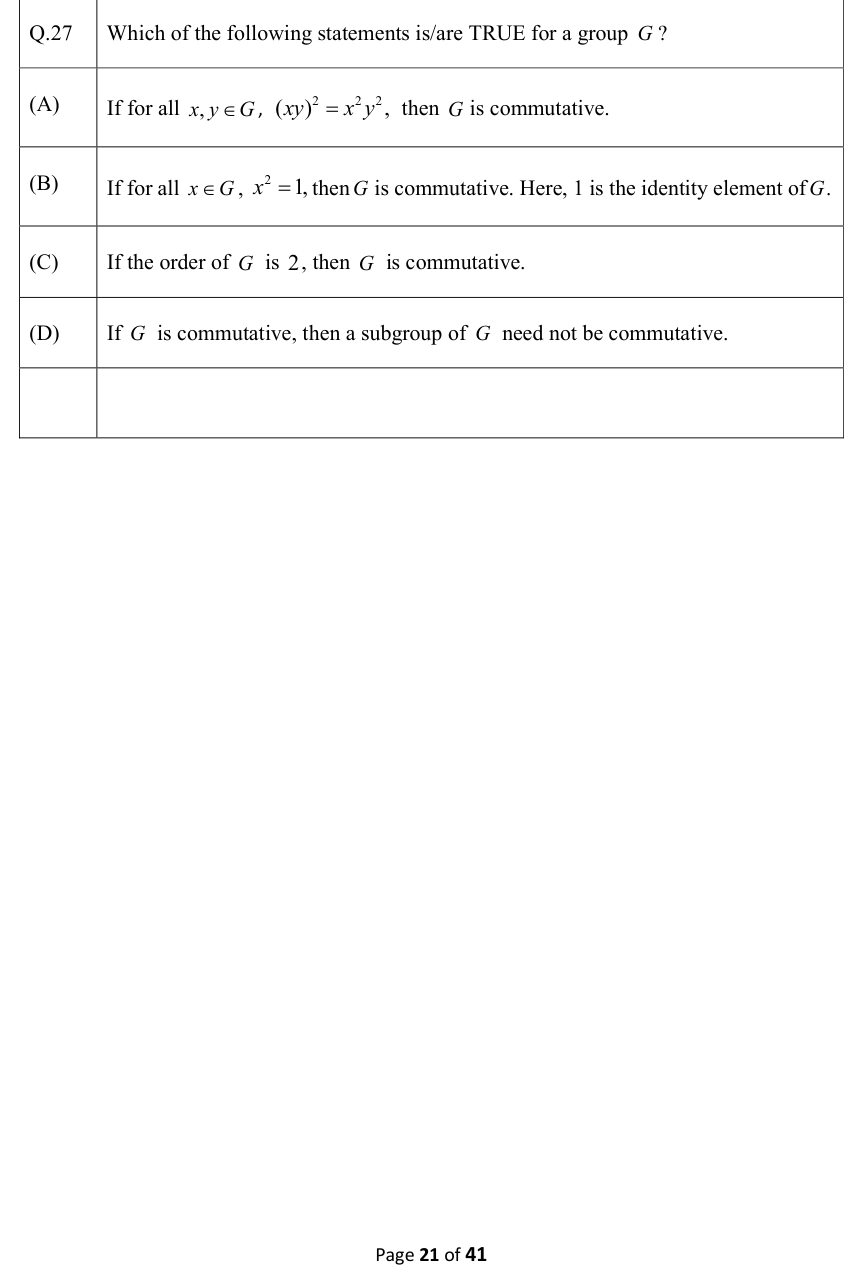 Q.27 Which of the following statements is/are TRUE for a group G ?
(A) If for all x, y ∈ G, (xy)² = x²y², then G is commutative.
(B) If for all x ∈ G, x² = 1, then G is commutative. Here, 1 is the identity element of G.
(C) If the order of G is 2, then G is commutative.
(D) If G is commutative, then a subgroup of G need not be commutative.
Page 21 of 41